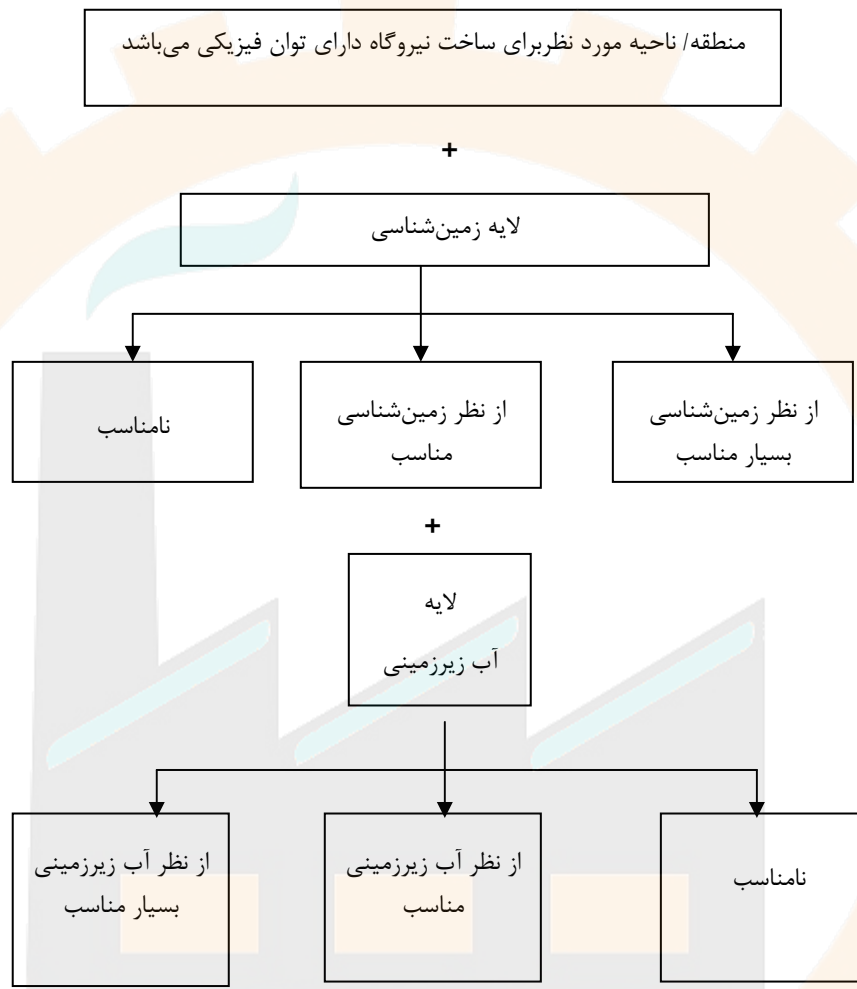 منطقه/ ناحیه مورد نظربرای ساخت نیروگاه دارای توان فیزیکی می‌باشد
+
لایه زمین‌شناسی
از نظر زمین‌شناسی
بسیار مناسب
از نظر زمین‌شناسی
مناسب
نامناسب
+
لایه
آب زیرزمینی
نامناسب
از نظر آب زیرزمینی
مناسب
از نظر آب زیرزمینی
بسیار مناسب